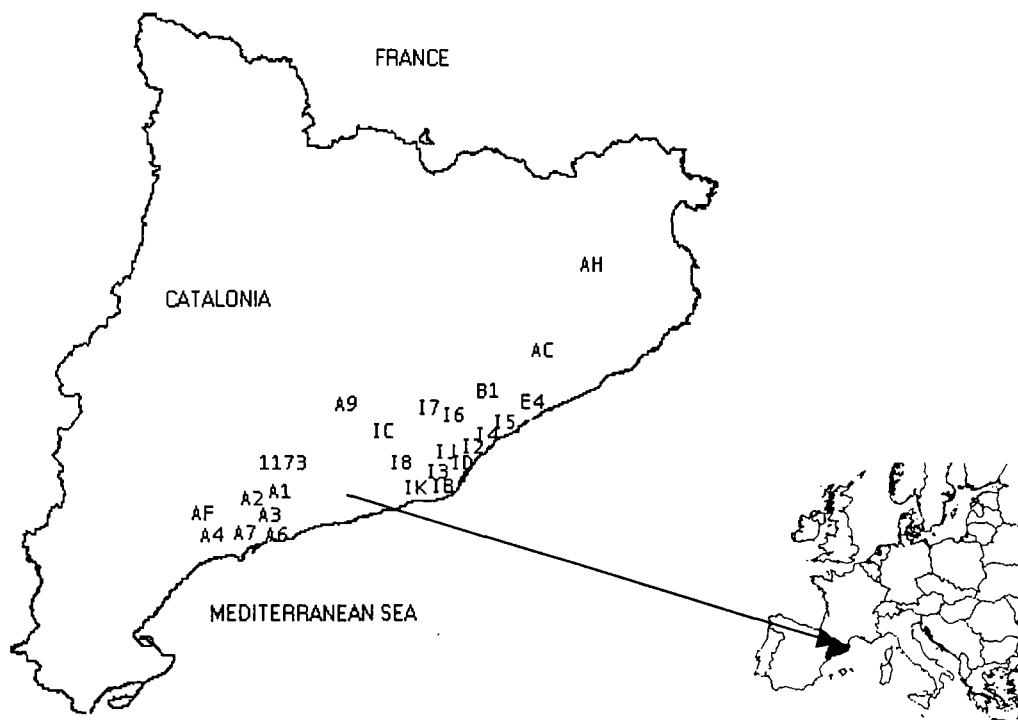 FRANCE
AH
CATALONIA
AC
B1
E4
A9
I7
I6
I5
IC
I4
I2
IJ
1173
I8
ID
I3
A1
IK
IB
A2
AF
A3
A4
A7
A6
MEDITERRANEAN SEA